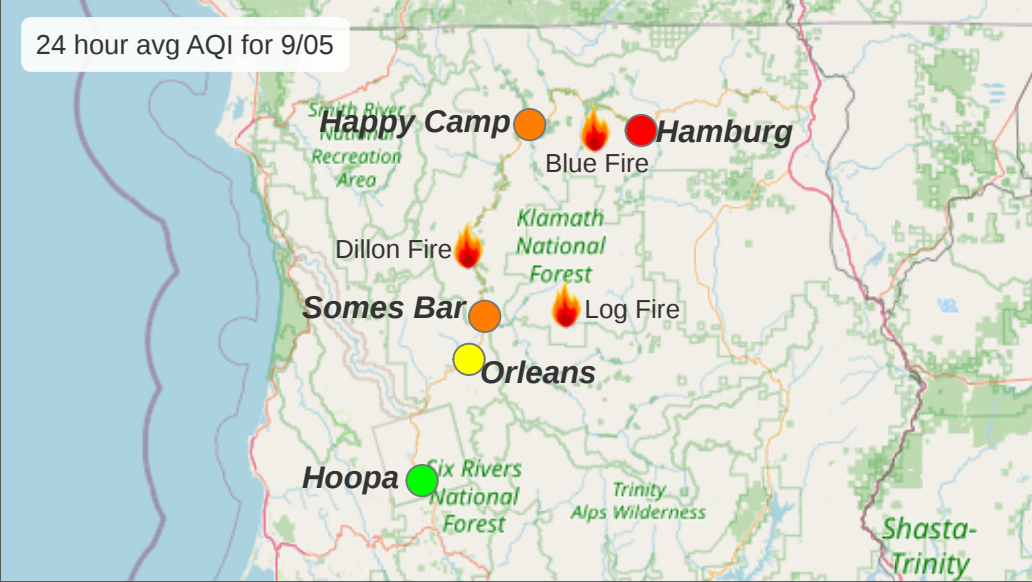 24 hour avg AQI for 9/05
Smith River
National
Recreation
Area
Happy Camp
Hamburg
Blue Fire
Klamath
National
Forest
Dillon Fire
Somes Bar
Log Fire
Orleans
Hoopa
Six Rivers
National
Forest
Trinity
Alps Wilderness
Shasta-
Trinity